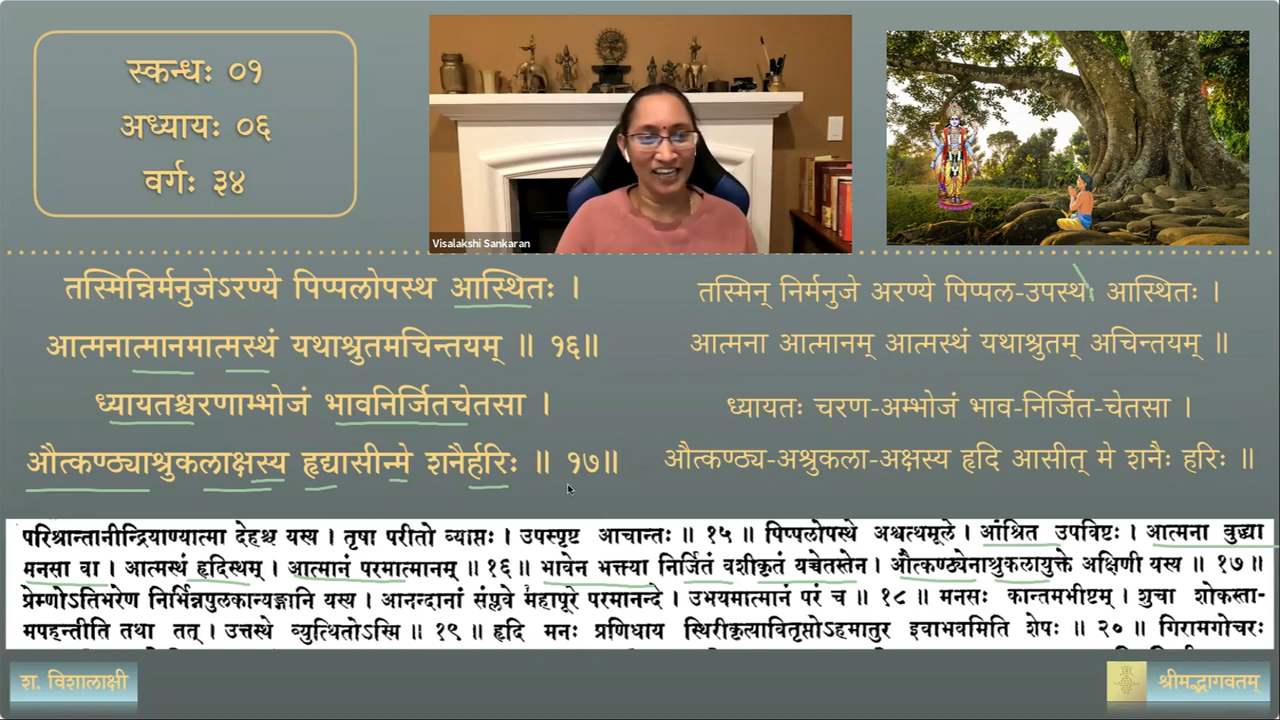 स्कन्धः ०१
अध्यायः ०६
वर्गः ३४
Visalakshi Sankaran
तस्मिन्निर्मनुजेऽरण्ये पिप्पलोपस्थ आस्थितः ।
आत्मनात्मानमात्मस्थं यथाश्रुतमचिन्तयम् ॥ १६॥
ध्यायतश्चरणाम्भोजं भावनिर्जितचेतसा ।
औत्कण्ठ्याश्रुकलाक्षस्य हृद्यासीन्मे शनैर्हरिः ॥ १७॥
तस्मिन् निर्मनुजे अरण्ये पिप्पल-उपस्थे आस्थितः ।
आत्मना आत्मानम् आत्मस्थं यथाश्रुतम् अचिन्तयम् ॥
ध्यायतः चरण-अम्भोजं भाव-निर्जित-चेतसा ।
औत्कण्ठ्य-अश्रुकला-अक्षस्य हृदि आसीत् मे शनैः हरिः ॥
परिश्रान्तानीन्द्रियाण्यात्मा देहश्च यस्य । तृषा परीतो व्याप्तः । उपस्पृष्ट आचान्तः ॥ १५ ॥ पिप्पलोपस्थे अश्वत्थमूले । आश्रित उपविष्टः । आत्मना बुद्ध्या
मनसा वा । आत्मस्थं हृदिस्थम् । आत्मानं परमात्मानम् ॥ १६ ॥ भावेन भक्त्या निर्जितं वशीकृतं यच्चेतस्तेन । औत्कण्ठ्येनाश्रुकलायुक्ते अक्षिणी यस्य ॥ १७ ॥
प्रेम्णोऽतिभरेण निर्भिन्नपुलकान्यङ्गानि यस्य । आनन्दानां संप्लवे महापूरे परमानन्दे । उभयमात्मानं परं च ॥ १८ ॥ मनसः कान्तमभीष्टम् । शुचा शोकस्ता-
मपहन्तीति तथा तत् । उत्तस्थे व्युत्थितोऽस्मि ॥ १९ ॥ हृदि मनः प्रणिधाय स्थिरीकृत्यावितृप्तोऽहमातुर इवाभवमिति शेषः ॥ २० ॥ गिरामगोचरः
श. विशालाक्षी
श्रीमद्भागवतम्